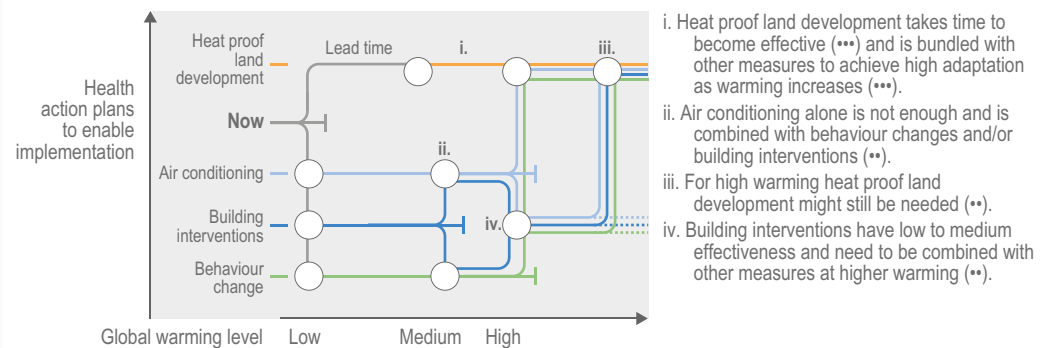 Health
action plans
to enable
implementation
Heat proof
land
development
Lead time
i.
iii.
Now
ii.
Air conditioning
Building
interventions
iv.
Behaviour
change
Global warming level
Low
Medium
High
i. Heat proof land development takes time to
become effective (•••) and is bundled with
other measures to achieve high adaptation
as warming increases (•••).
ii. Air conditioning alone is not enough and is
combined with behaviour changes and/or
building interventions (••).
iii. For high warming heat proof land
development might still be needed (••).
iv. Building interventions have low to medium
effectiveness and need to be combined with
other measures at higher warming (••).